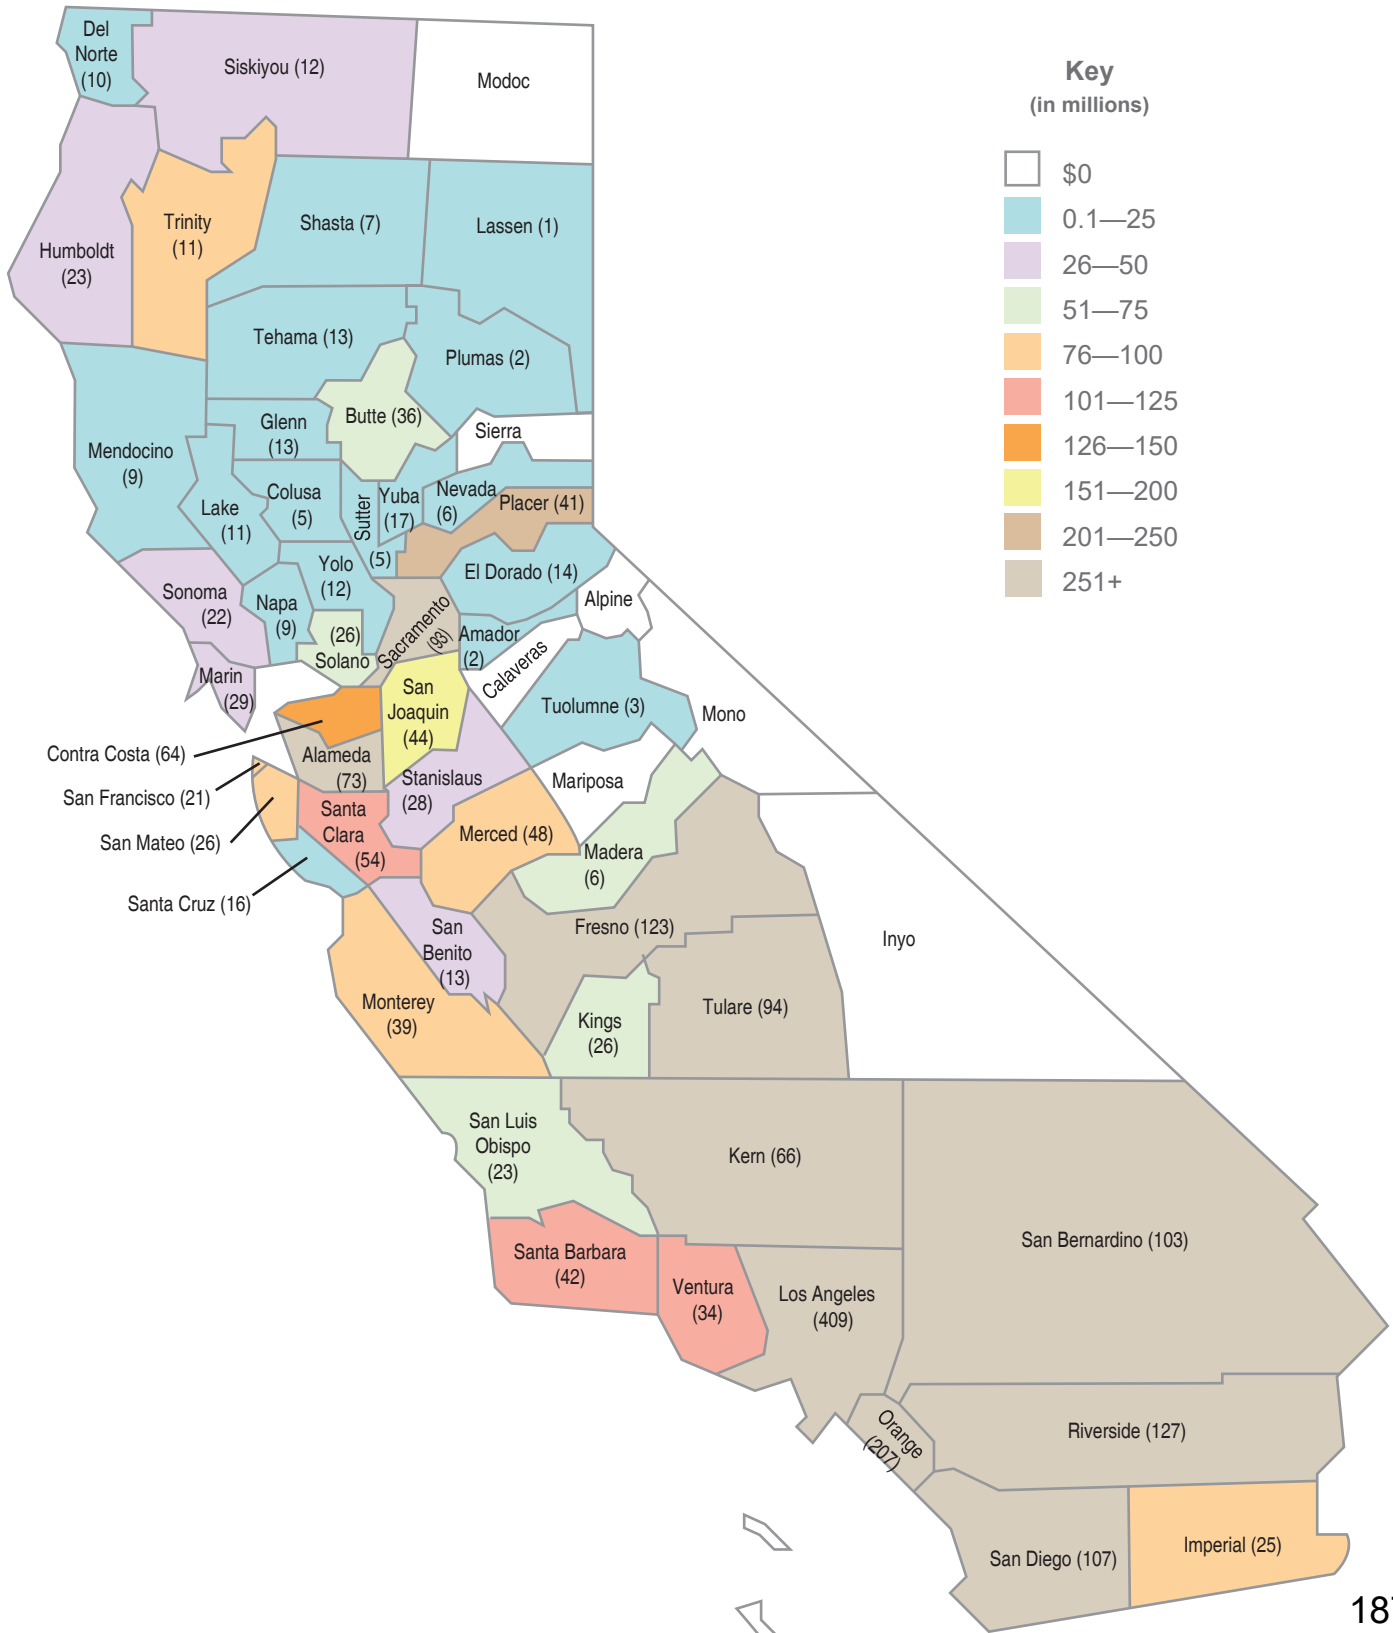 Del
Norte
(10)
Siskiyou (12)
Modoc
Key
(in millions)
$0
0.1—25
26—50
51—75
76—100
101—125
126—150
151—200
201—250
251+
Humboldt
(23)
Trinity
(11)
Shasta (7)
Lassen (1)
Tehama (13)
Plumas (2)
Butte (36)
Glenn
(13)
Sierra
Mendocino
(9)
Lake
(11)
Colusa
(5)
Sutter
(5)
Yuba
(17)
Nevada
(6)
Placer (41)
Yolo
(12)
El Dorado (14)
Sonoma
(22)
Napa
(9)
(26)
Solano
Sacramento
(93)
Amador
(2)
Alpine
Calaveras
Marin
(29)
San
Joaquin
(44)
Tuolumne (3)
Mono
Contra Costa (64)
Alameda
(73)
Stanislaus
(28)
Mariposa
San Francisco (21)
San Mateo (26)
Santa
Clara
(54)
Merced (48)
Madera
(6)
Santa Cruz (16)
San
Benito
(13)
Fresno (123)
Inyo
Monterey
(39)
Kings
(26)
Tulare (94)
San Luis
Obispo
(23)
Kern (66)
San Bernardino (103)
Santa Barbara
(42)
Ventura
(34)
Los Angeles
(409)
Orange
(207)
Riverside (127)
San Diego (107)
Imperial (25)